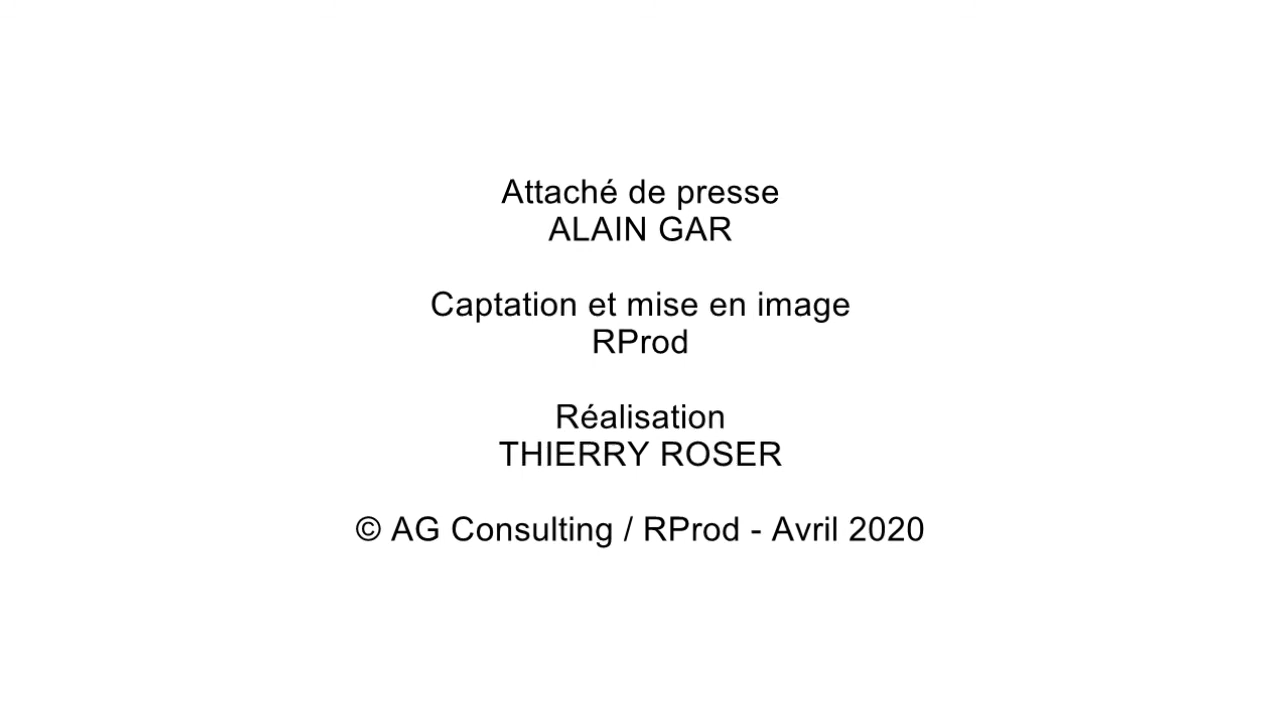 Attaché de presse
ALAIN GAR
Captation et mise en image
RProd
Réalisation
THIERRY ROSER
© AG Consulting / RProd - Avril 2020